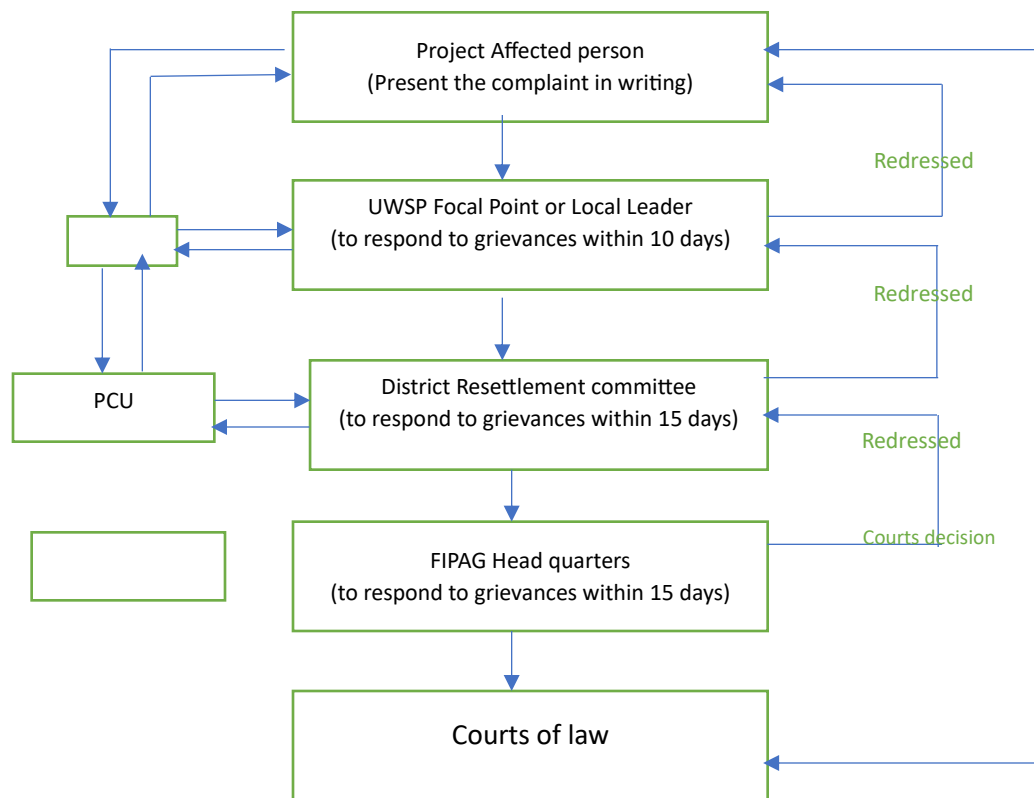 Project Affected person
(Present the complaint in writing)
Redressed
UWSP Focal Point or Local Leader
(to respond to grievances within 10 days)
Redressed
PCU
District Resettlement committee
(to respond to grievances within 15 days)
Redressed
Courts decision
FIPAG Head quarters
(to respond to grievances within 15 days)
Courts of law